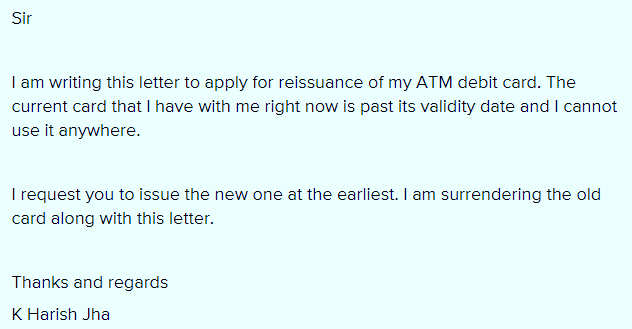 Sir
I am writing this letter to apply for reissuance of my ATM debit card. The
current card that I have with me right now is past its validity date and I cannot
use it anywhere.
I request you to issue the new one at the earliest. I am surrendering the old
card along with this letter.
Thanks and regards
K Harish Jha